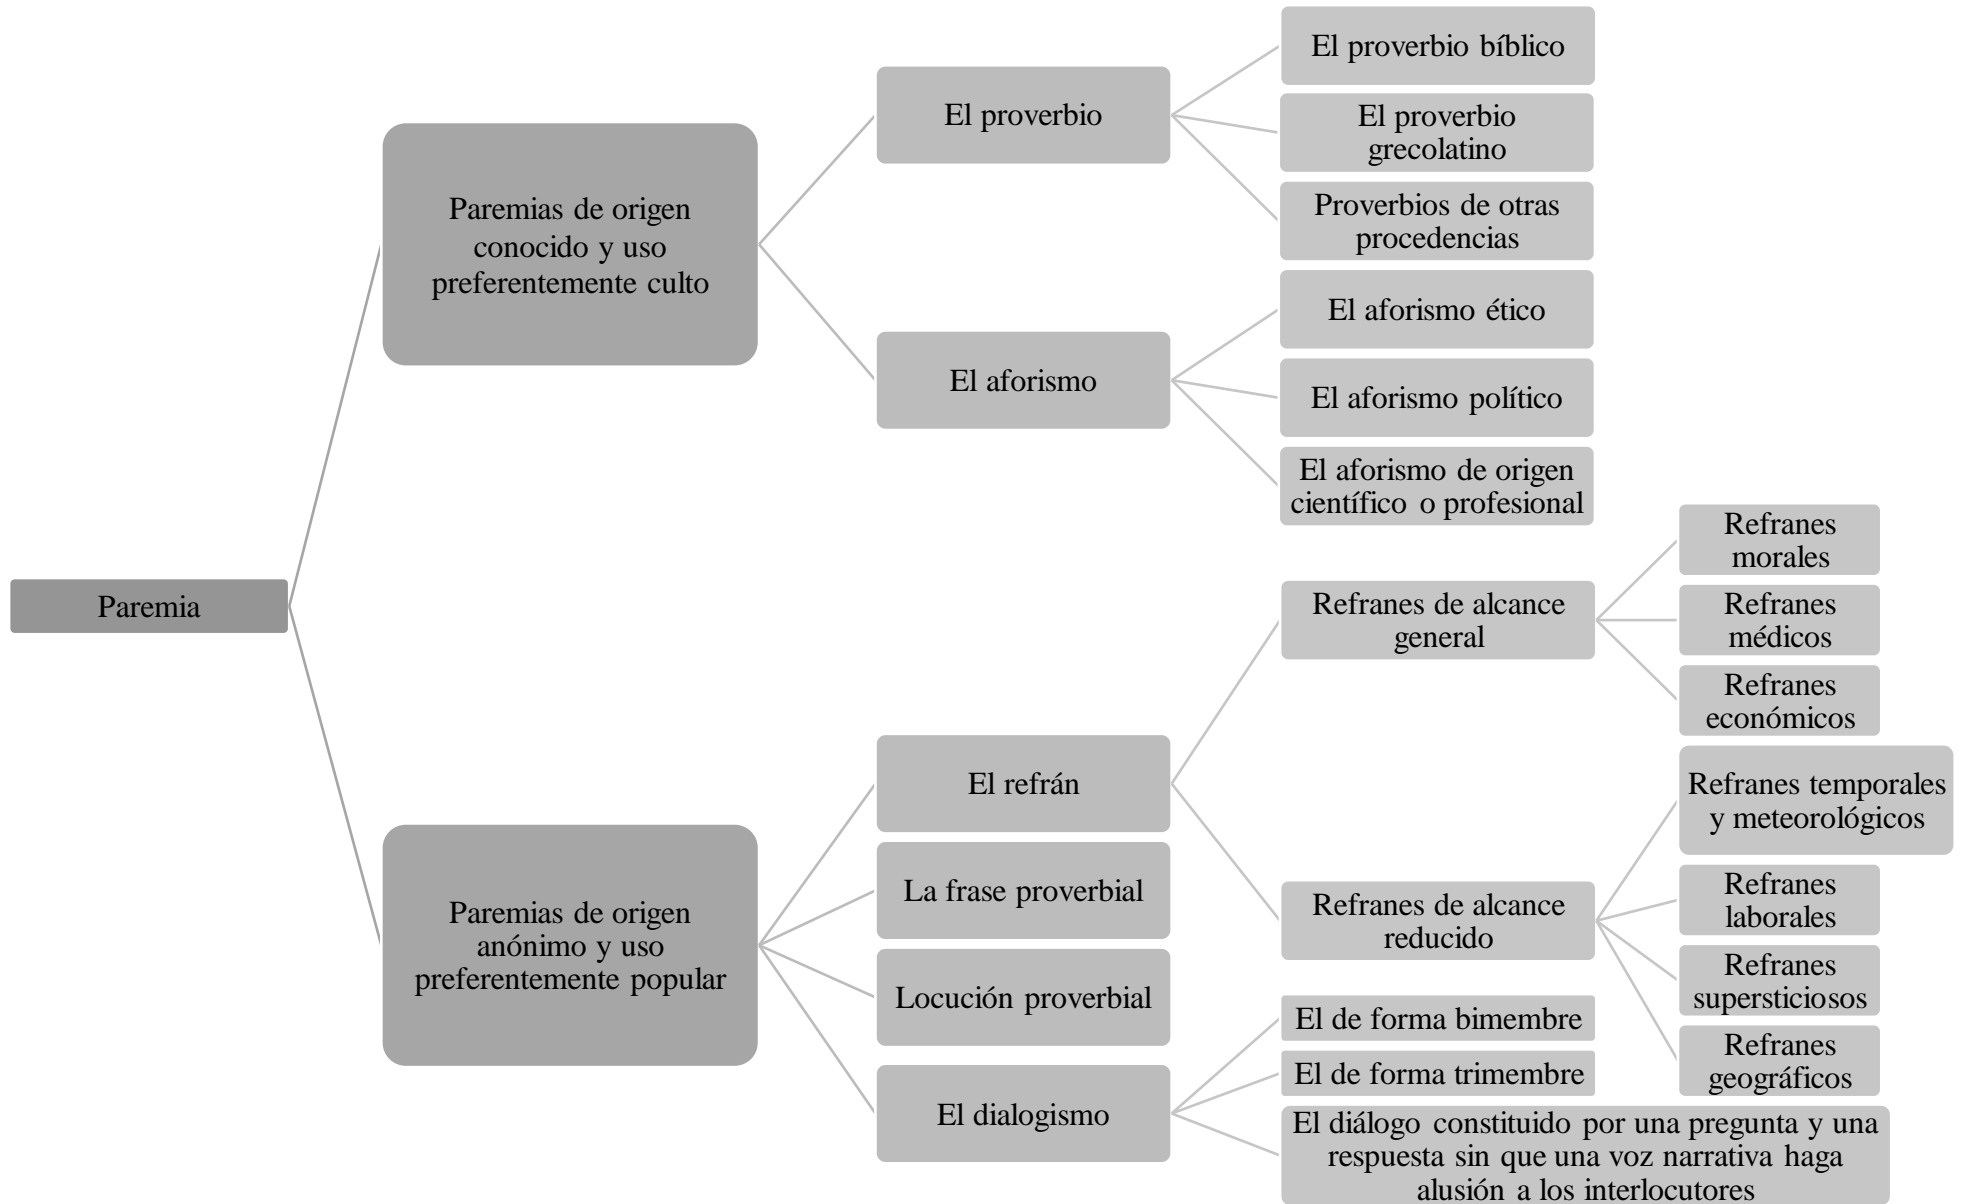 Paremia
Paremias de origen
conocido y uso
preferentemente culto
El proverbio
El proverbio bíblico
El proverbio
grecolatino
Proverbios de otras
procedencias
El aforismo
El aforismo ético
El aforismo político
El aforismo de origen
científico o profesional
Paremias de origen
anónimo y uso
preferentemente popular
El refrán
Refranes de alcance
general
Refranes
morales
Refranes
médicos
Refranes
económicos
Refranes de alcance
reducido
Refranes temporales
y meteorológicos
Refranes
laborales
Refranes
supersticiosos
Refranes
geográficos
La frase proverbial
Locución proverbial
El dialogismo
El de forma bimembre
El de forma trimembre
El diálogo constituido por una pregunta y una
respuesta sin que una voz narrativa haga
alusión a los interlocutores